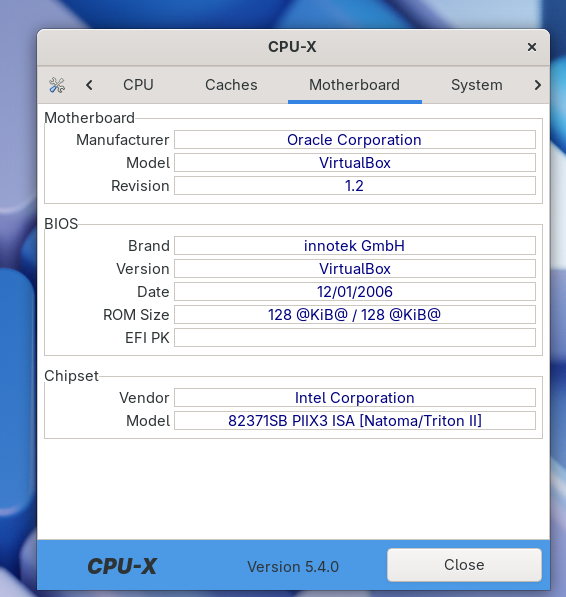 CPU-X
CPU Caches Motherboard System
Motherboard
Manufacturer Oracle Corporation
Model VirtualBox
Revision 1.2
BIOS
Brand innotek GmbH
Version VirtualBox
Date 12/01/2006
ROM Size 128 @KiB@ / 128 @KiB@
EFI PK
Chipset
Vendor Intel Corporation
Model 82371SB PIIX3 ISA [Natoma/Triton II]
CPU-X Version 5.4.0 Close